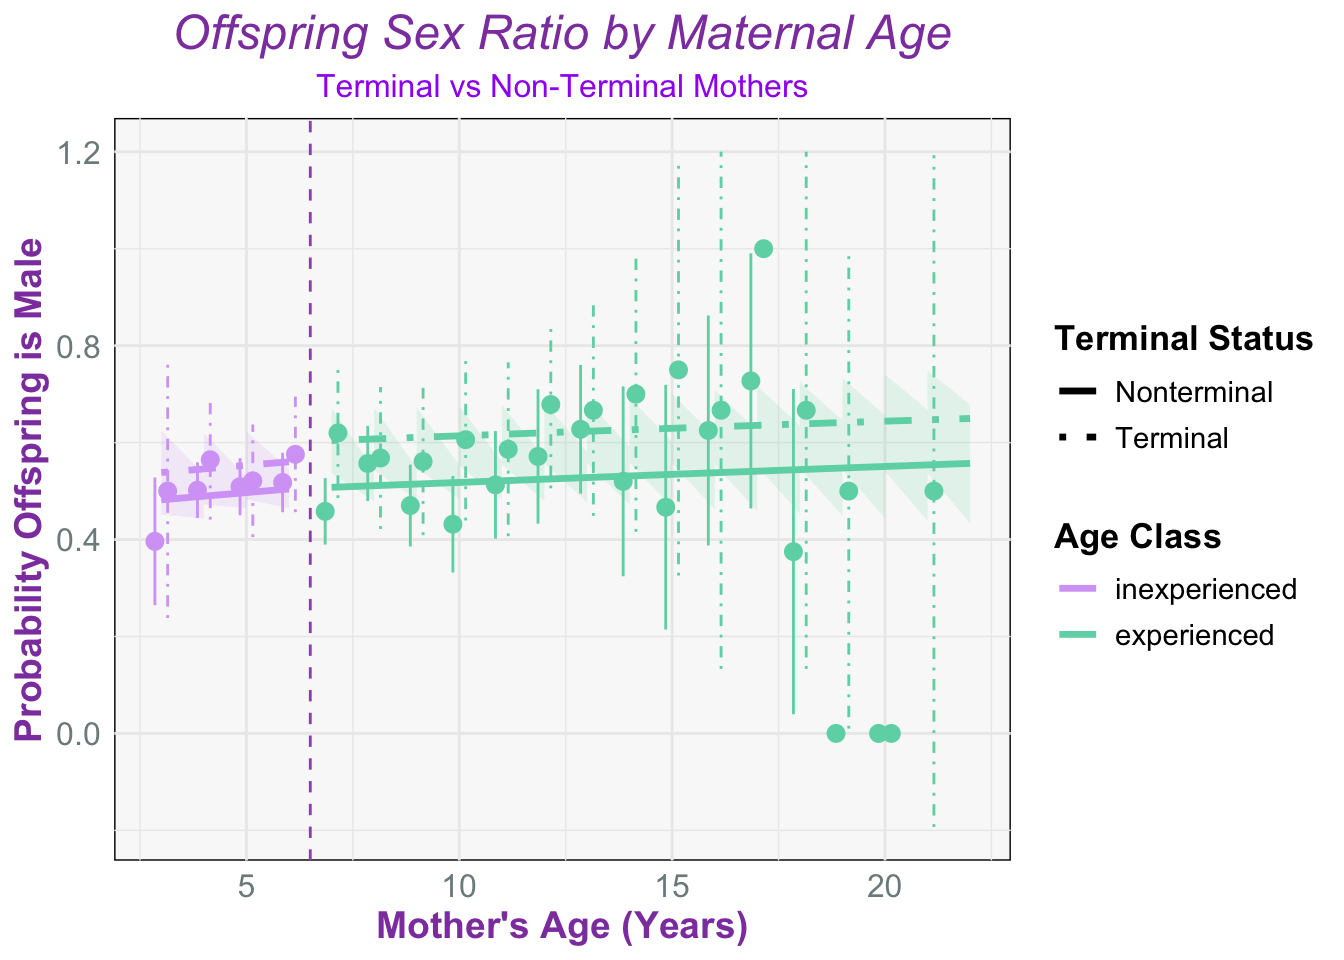 Offspring Sex Ratio by Maternal Age
Terminal vs Non-Terminal Mothers
Probability Offspring is Male
1.2
0.8
0.4
0.0
5
10
15
20
Mother's Age (Years)
Terminal Status
Nonterminal
Terminal
Age Class
inexperienced
experienced